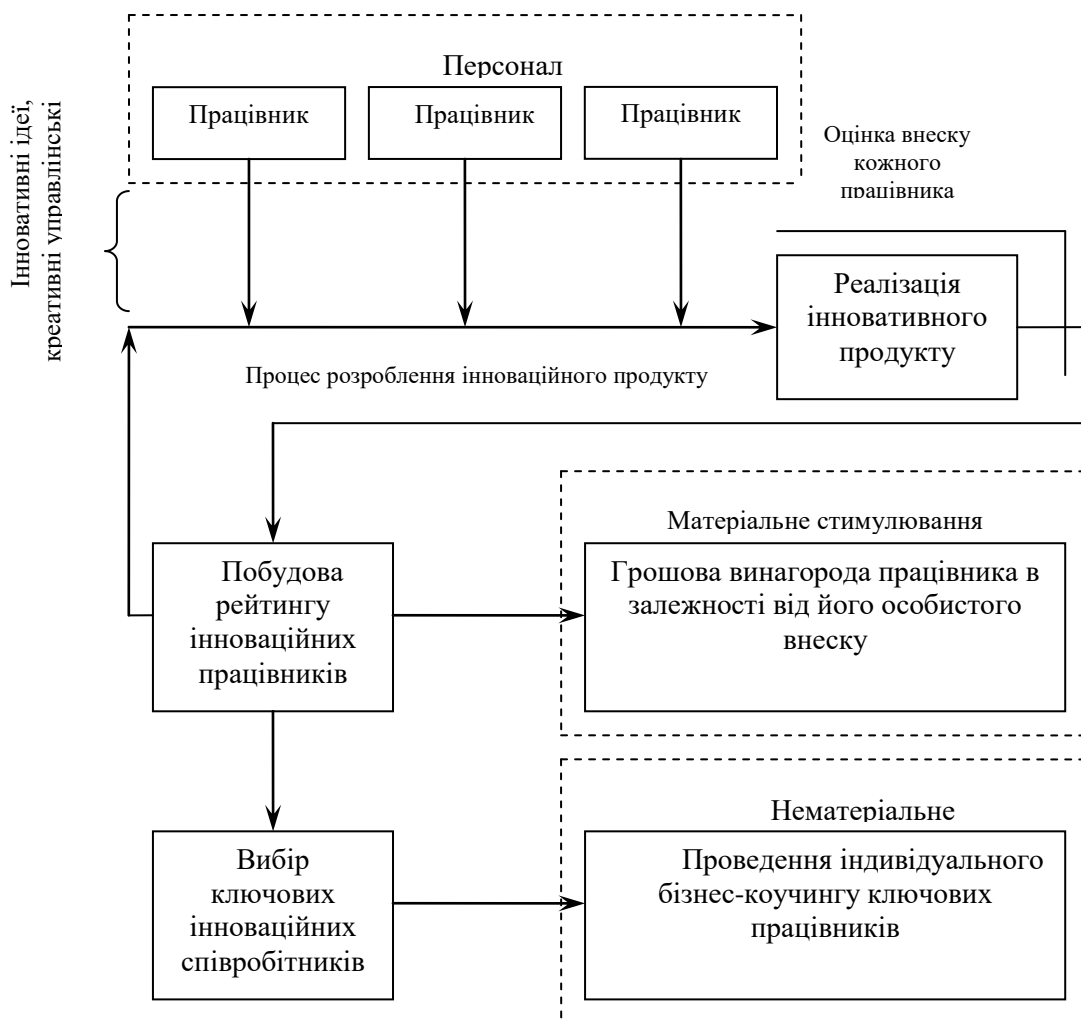 Персонал
Працівник
Працівник
Працівник
Інновативні ідеї,
креативні управлінські
Оцінка внеску
кожного
працівника
Реалізація
інновативного
продукту
Процес розроблення інноваційного продукту
Матеріальне стимулювання
Побудова
рейтингу
інноваційних
працівників
Грошова винагорода працівника в
залежності від його особистого
внеску
Нематеріальне
Вибір
ключових
інноваційних
співробітників
Проведення індивідуального
бізнес-коучингу ключових
працівників